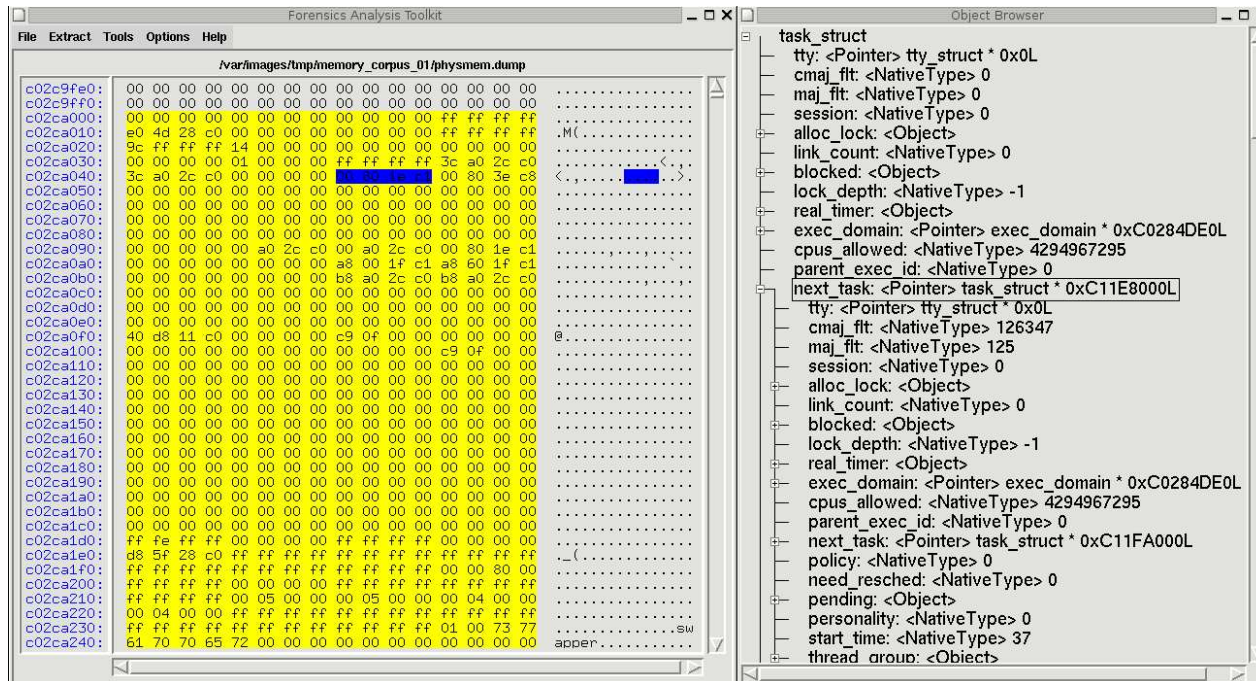 Forensics Analysis Toolkit
File Extract Tools Options Help
/var/images/tmp/memory_corpus_01/physmem.dump
c02c9fe0: 00 00 00 00 00 00 00 00 00 00 00 00 00 00 00 00 ................
c02c9ff0: 00 00 00 00 00 00 00 00 00 00 00 00 00 00 00 00 ................
c02ca000: 00 00 00 00 00 00 00 00 00 00 00 00 ff ff ff ff ................
c02ca010: e0 4d 28 c0 00 00 00 00 00 00 00 00 ff ff ff ff .M(.............
c02ca020: 9c ff ff ff 14 00 00 00 00 00 00 00 00 00 00 00 ................
c02ca030: 00 00 00 00 01 00 00 00 ff ff ff ff 3c a0 2c c0 ............<.,.
c02ca040: 3c a0 2c c0 00 00 00 00 00 80 1e c1 00 80 3e c8 <.,...........>.
c02ca050: 00 00 00 00 00 00 00 00 00 00 00 00 00 00 00 00 ................
c02ca060: 00 00 00 00 00 00 00 00 00 00 00 00 00 00 00 00 ................
c02ca070: 00 00 00 00 00 00 00 00 00 00 00 00 00 00 00 00 ................
c02ca080: 00 00 00 00 00 00 00 00 00 00 00 00 00 00 00 00 ................
c02ca090: 00 00 00 00 00 a0 2c c0 00 a0 2c c0 00 80 1e c1 ......,...,.....
c02ca0a0: 00 00 00 00 00 00 00 00 a8 00 1f c1 a8 60 1f c1 .............`..
c02ca0b0: 00 00 00 00 00 00 00 00 b8 a0 2c c0 b8 a0 2c c0 ..........,...,.
c02ca0c0: 00 00 00 00 00 00 00 00 00 00 00 00 00 00 00 00 ................
c02ca0d0: 00 00 00 00 00 00 00 00 00 00 00 00 00 00 00 00 ................
c02ca0e0: 00 00 00 00 00 00 00 00 00 00 00 00 00 00 00 00 ................
c02ca0f0: 40 d8 11 c0 00 00 00 00 c9 0f 00 00 00 00 00 00 @...............
c02ca100: 00 00 00 00 00 00 00 00 00 00 00 00 c9 0f 00 00 ................
c02ca110: 00 00 00 00 00 00 00 00 00 00 00 00 00 00 00 00 ................
c02ca120: 00 00 00 00 00 00 00 00 00 00 00 00 00 00 00 00 ................
c02ca130: 00 00 00 00 00 00 00 00 00 00 00 00 00 00 00 00 ................
c02ca140: 00 00 00 00 00 00 00 00 00 00 00 00 00 00 00 00 ................
c02ca150: 00 00 00 00 00 00 00 00 00 00 00 00 00 00 00 00 ................
c02ca160: 00 00 00 00 00 00 00 00 00 00 00 00 00 00 00 00 ................
c02ca170: 00 00 00 00 00 00 00 00 00 00 00 00 00 00 00 00 ................
c02ca180: 00 00 00 00 00 00 00 00 00 00 00 00 00 00 00 00 ................
c02ca190: 00 00 00 00 00 00 00 00 00 00 00 00 00 00 00 00 ................
c02ca1a0: 00 00 00 00 00 00 00 00 00 00 00 00 00 00 00 00 ................
c02ca1b0: 00 00 00 00 00 00 00 00 00 00 00 00 00 00 00 00 ................
c02ca1c0: 00 00 00 00 00 00 00 00 00 00 00 00 00 00 00 00 ................
c02ca1d0: ff fe ff ff 00 00 00 00 ff ff ff ff 00 00 00 00 ................
c02ca1e0: d8 5f 28 c0 ff ff ff ff ff ff ff ff ff ff ff ff ._(.............
c02ca1f0: ff ff ff ff ff ff ff ff ff ff ff ff 00 00 80 00 ................
c02ca200: ff ff ff ff 00 00 00 00 ff ff ff ff ff ff ff ff ................
c02ca210: ff ff ff ff 00 05 00 00 00 05 00 00 00 04 00 00 ................
c02ca220: 00 04 00 00 ff ff ff ff ff ff ff ff ff ff ff ff ................
c02ca230: ff ff ff ff ff ff ff ff ff ff ff ff 01 00 73 77 ..............sw
c02ca240: 61 70 70 65 72 00 00 00 00 00 00 00 00 00 00 00 apper...........
Object Browser
task_struct
tty: <Pointer> tty_struct * 0x0L
cmaj_flt: <NativeType> 0
maj_flt: <NativeType> 0
session: <NativeType> 0
alloc_lock: <Object>
link_count: <NativeType> 0
blocked: <Object>
lock_depth: <NativeType> -1
real_timer: <Object>
exec_domain: <Pointer> exec_domain * 0xC0284DE0L
cpus_allowed: <NativeType> 4294967295
parent_exec_id: <NativeType> 0
next_task: <Pointer> task_struct * 0xC11E8000L
tty: <Pointer> tty_struct * 0x0L
cmaj_flt: <NativeType> 126347
maj_flt: <NativeType> 125
session: <NativeType> 0
alloc_lock: <Object>
link_count: <NativeType> 0
blocked: <Object>
lock_depth: <NativeType> -1
real_timer: <Object>
exec_domain: <Pointer> exec_domain * 0xC0284DE0L
cpus_allowed: <NativeType> 4294967295
parent_exec_id: <NativeType> 0
next_task: <Pointer> task_struct * 0xC11FA000L
policy: <NativeType> 0
need_resched: <NativeType> 0
pending: <Object>
personality: <NativeType> 0
start_time: <NativeType> 37
thread_group: <Object>